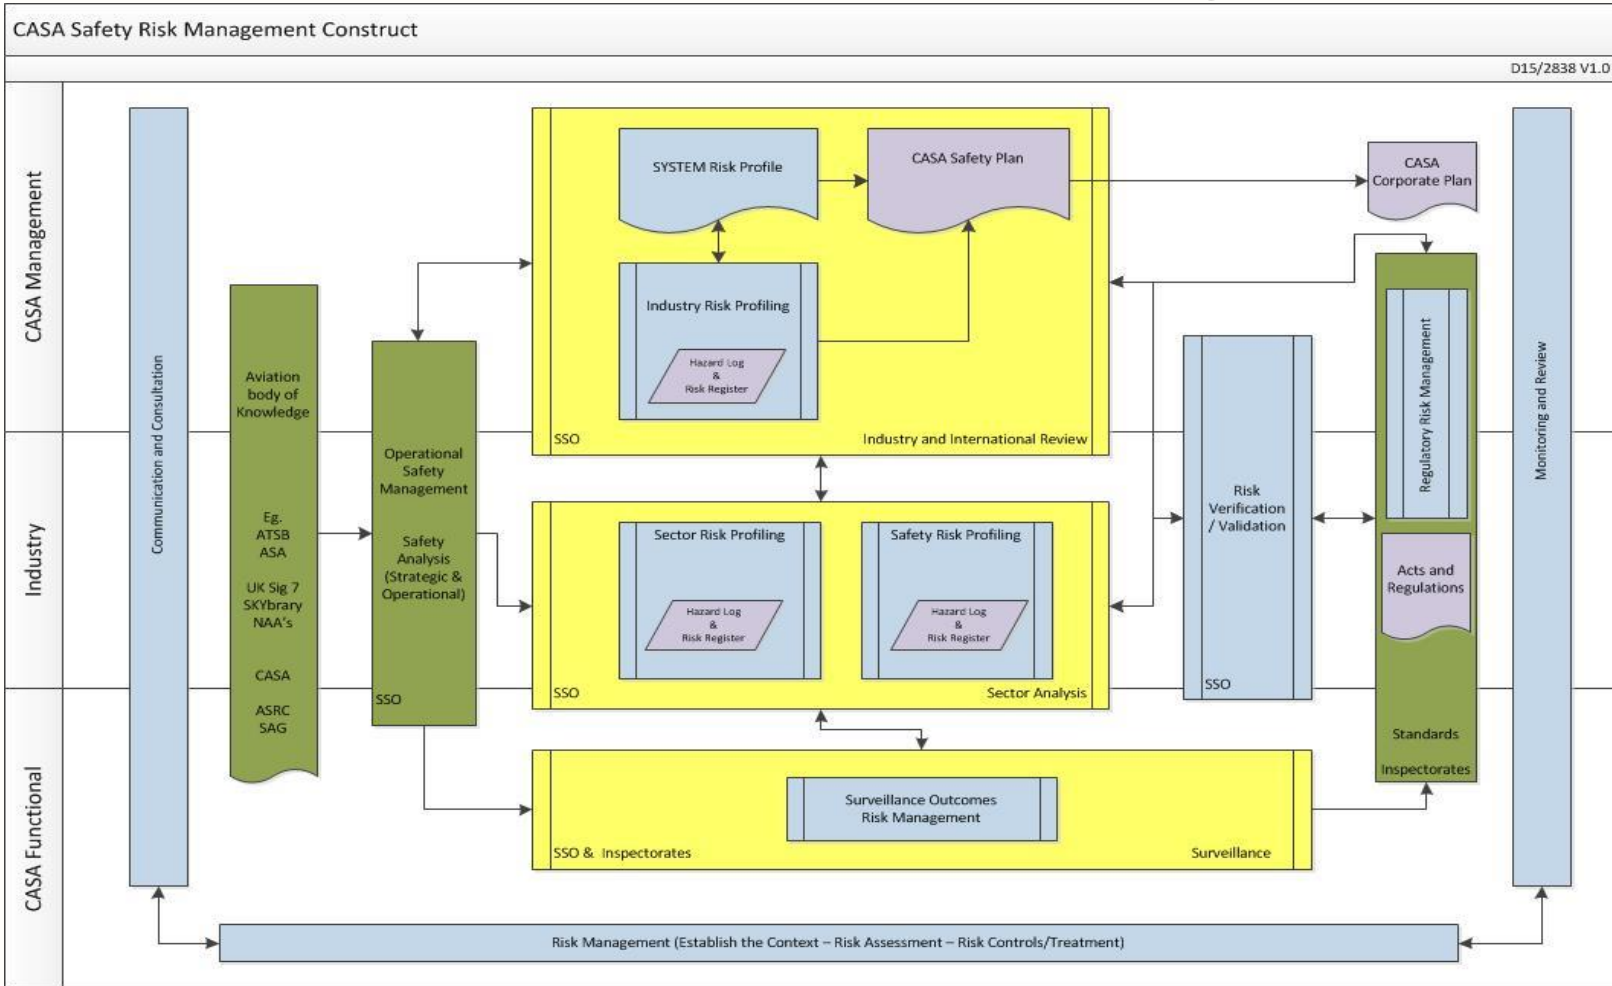 CASA Safety Risk Management Construct
D15/2838 V1.0
CASA Management
Industry
CASA Functional
Communication and Consultation
Aviation
body of
Knowledge
Eg.
ATSB
ASA
UK Sig 7
SKYbrary
NAA's
CASA
ASRC
SAG
Operational
Safety
Management
Safety
Analysis
(Strategic &
Operational)
SSO
SYSTEM Risk Profile
CASA Safety Plan
Industry Risk Profiling
Hazard Log
&
Risk Register
SSO
Industry and International Review
Sector Risk Profiling
Hazard Log
&
Risk Register
Safety Risk Profiling
Hazard Log
&
Risk Register
SSO
Sector Analysis
Surveillance Outcomes
Risk Management
SSO & Inspectorates
Surveillance
Risk
Verification
/ Validation
SSO
CASA
Corporate Plan
Regulatory Risk Management
Acts and
Regulations
Standards
Inspectorates
Monitoring and Review
Risk Management (Establish the Context – Risk Assessment – Risk Controls/Treatment)